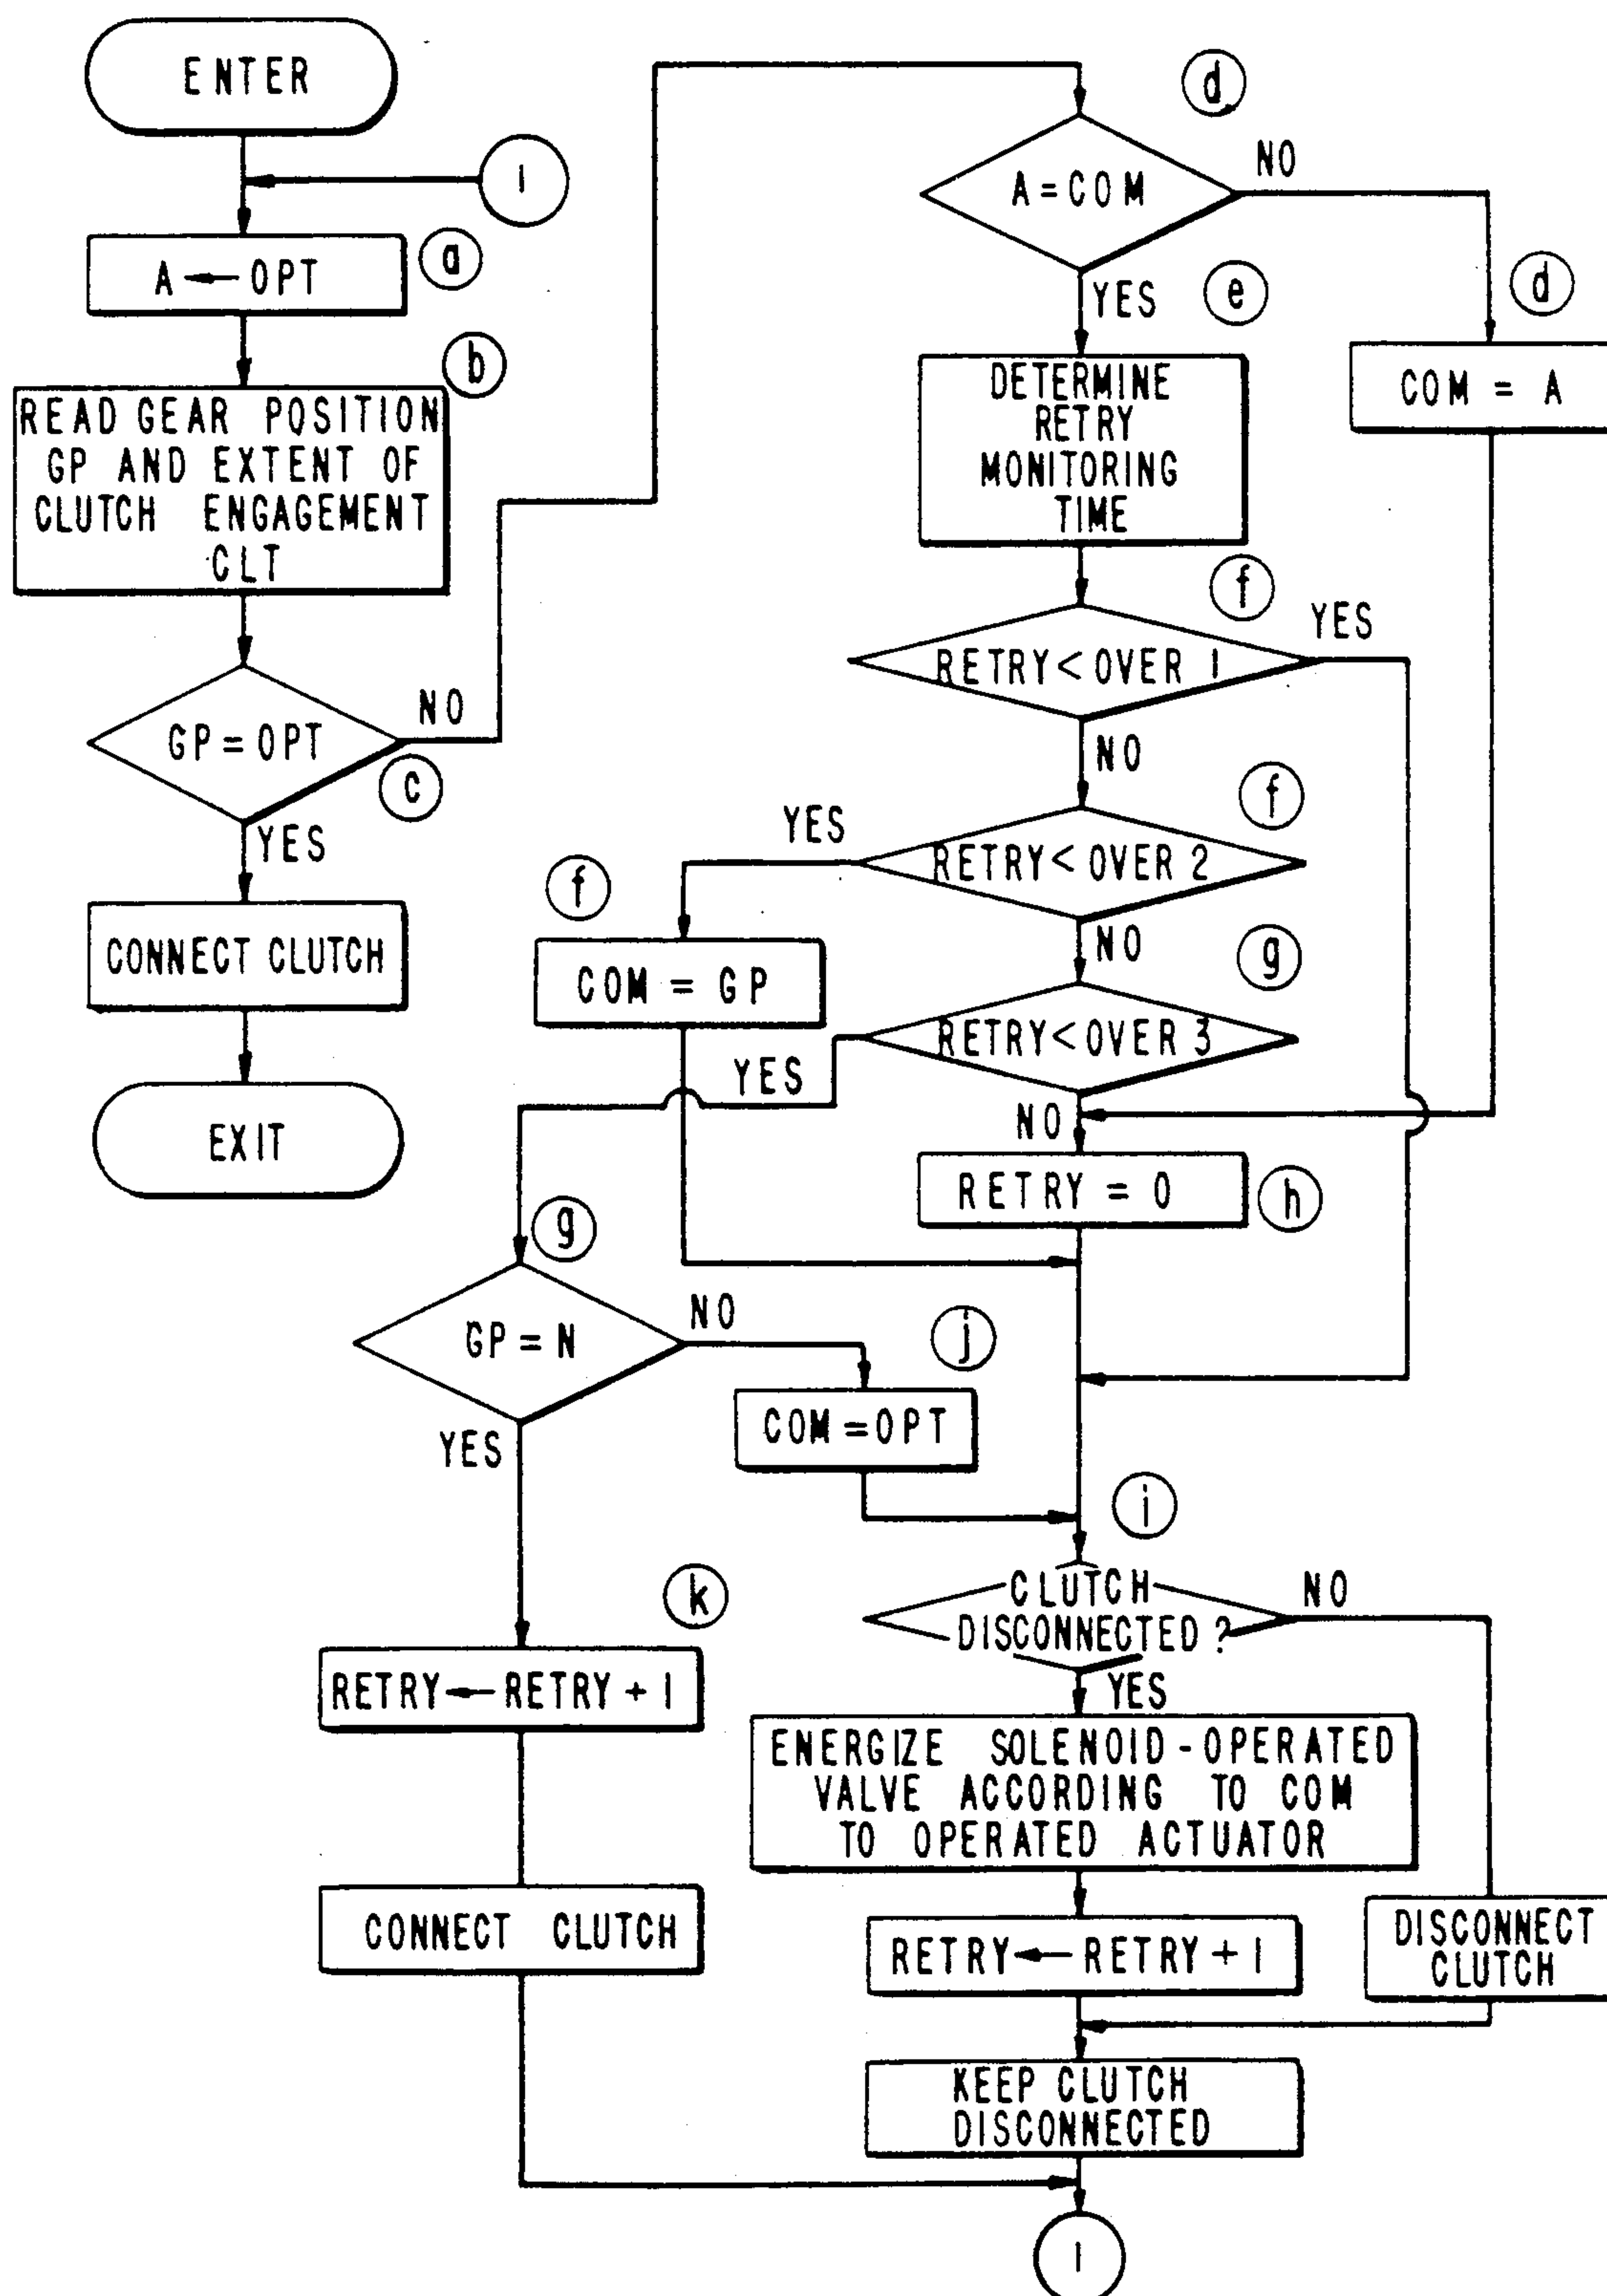 ENTER
1
A ← OPT
a
b
READ GEAR POSITION
GP AND EXTENT OF
CLUTCH ENGAGEMENT
CLT
GP = OPT
NO
c
YES
CONNECT CLUTCH
EXIT
d
A = COM
NO
YES
e
d
COM = A
DETERMINE
RETRY
MONITORING
TIME
f
RETRY < OVER 1
YES
NO
f
YES
RETRY < OVER 2
f
NO
g
COM = GP
RETRY < OVER 3
YES
NO
RETRY = 0
h
g
GP = N
NO
j
YES
COM = OPT
i
CLUTCH
DISCONNECTED ?
NO
YES
k
RETRY ← RETRY + 1
CONNECT CLUTCH
ENERGIZE SOLENOID-OPERATED
VALVE ACCORDING TO COM
TO OPERATED ACTUATOR
RETRY ← RETRY + 1
DISCONNECT
CLUTCH
KEEP CLUTCH
DISCONNECTED
1